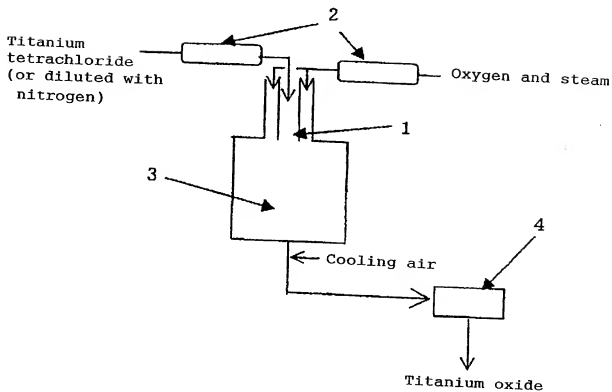 2
Titanium
tetrachloride
(or diluted with
nitrogen)
Oxygen and steam
1
3
4
Cooling air
Titanium oxide